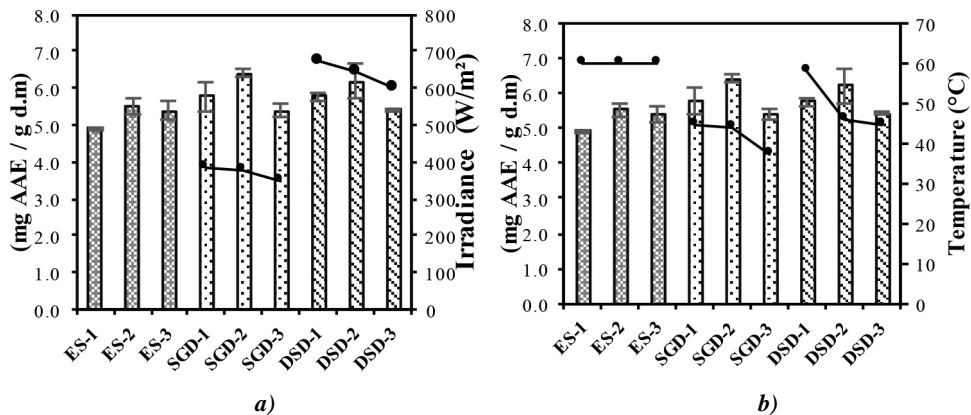 (mg AAE / g d.m)
8.0
7.0
6.0
5.0
4.0
3.0
2.0
1.0
0.0
800
700
600
500
400
300
200
100
0
Irradiance (W/m²)
ES-1
ES-2
ES-3
SGD-1
SGD-2
SGD-3
DSD-1
DSD-2
DSD-3
a)
(mg AAE / g d.m)
8.0
7.0
6.0
5.0
4.0
3.0
2.0
1.0
0.0
70
60
50
40
30
20
10
0
Temperature (°C)
ES-1
ES-2
ES-3
SGD-1
SGD-2
SGD-3
DSD-1
DSD-2
DSD-3
b)